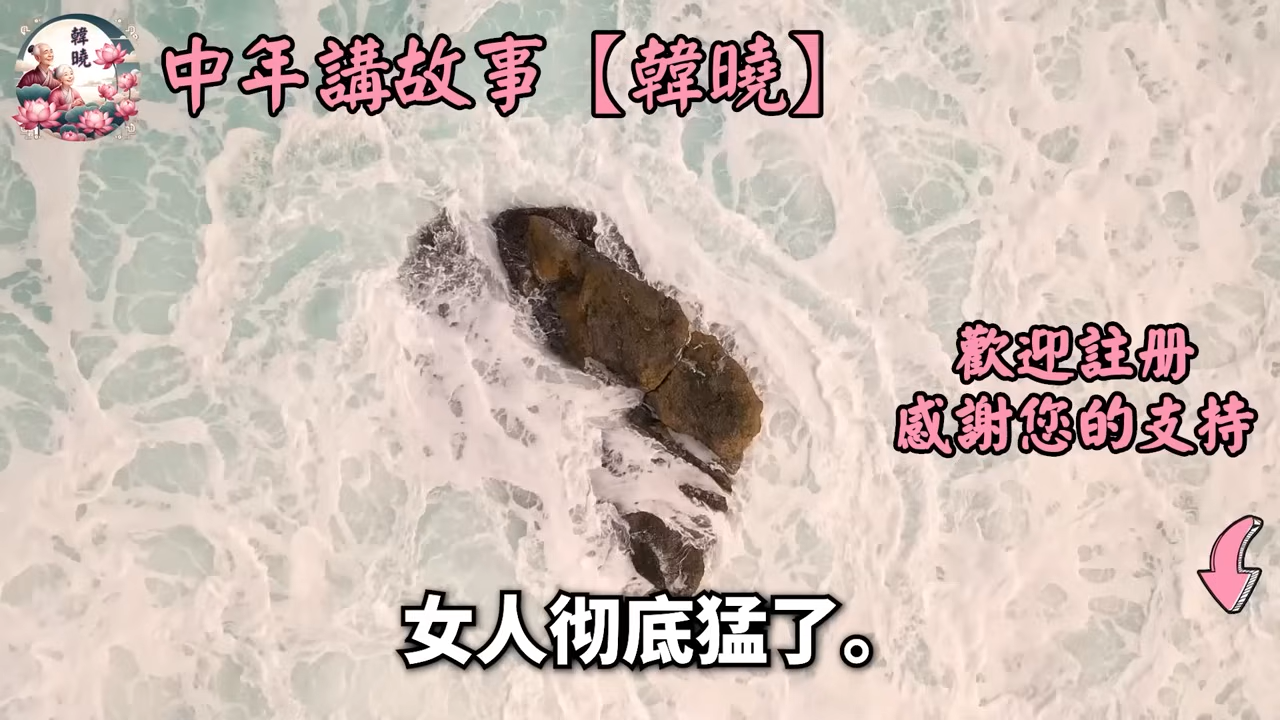 韓曉
中年講故事【韓曉】
歡迎註册
感謝您的支持
女人彻底猛了。